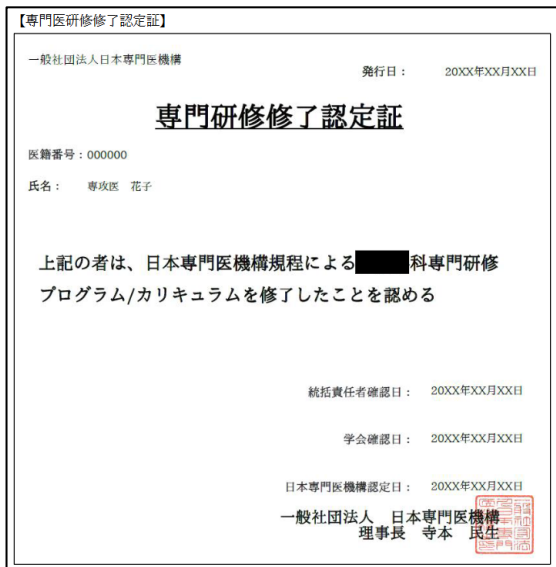 【専門医研修修了認定証】
一般社団法人日本専門医機構
発行日： 20XX年XX月XX日
専門研修修了認定証
医籍番号：000000
氏名： 専攻医 花子
上記の者は、日本専門医機構規程による科専門研修
プログラム/カリキュラムを修了したことを認める
統括責任者確認日： 20XX年XX月XX日
学会確認日： 20XX年XX月XX日
日本専門医機構認定日： 20XX年XX月XX日
一般社団法人 日本専門医機構
理事長 寺本 民生